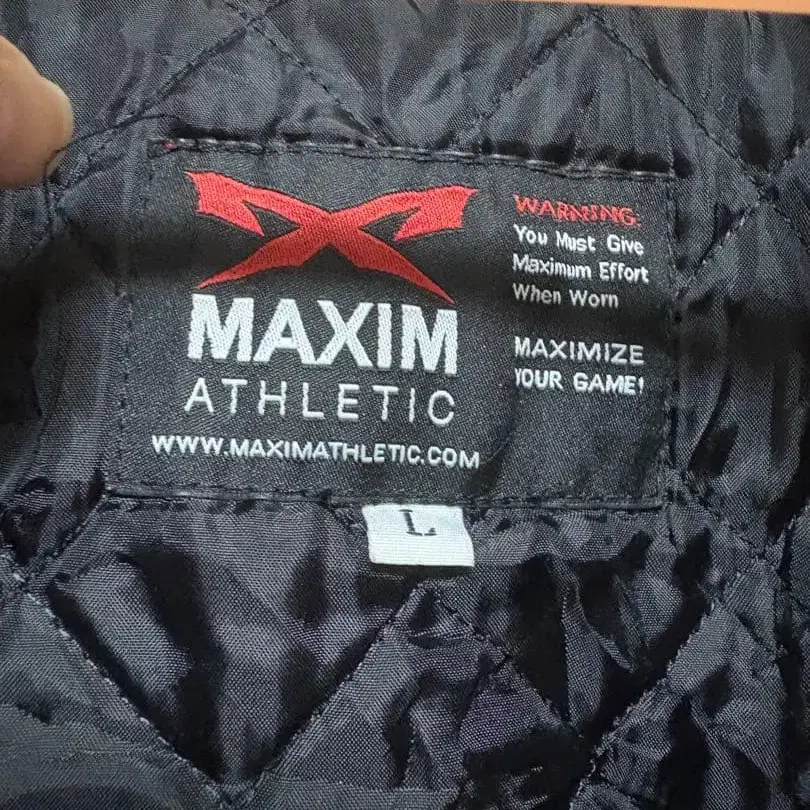 MAXIM
ATHLETIC
WWW.MAXIMATHLETIC.COM
WARNING:
You Must Give
Maximum Effort
When Worn
MAXIMIZE
YOUR GAME!
L